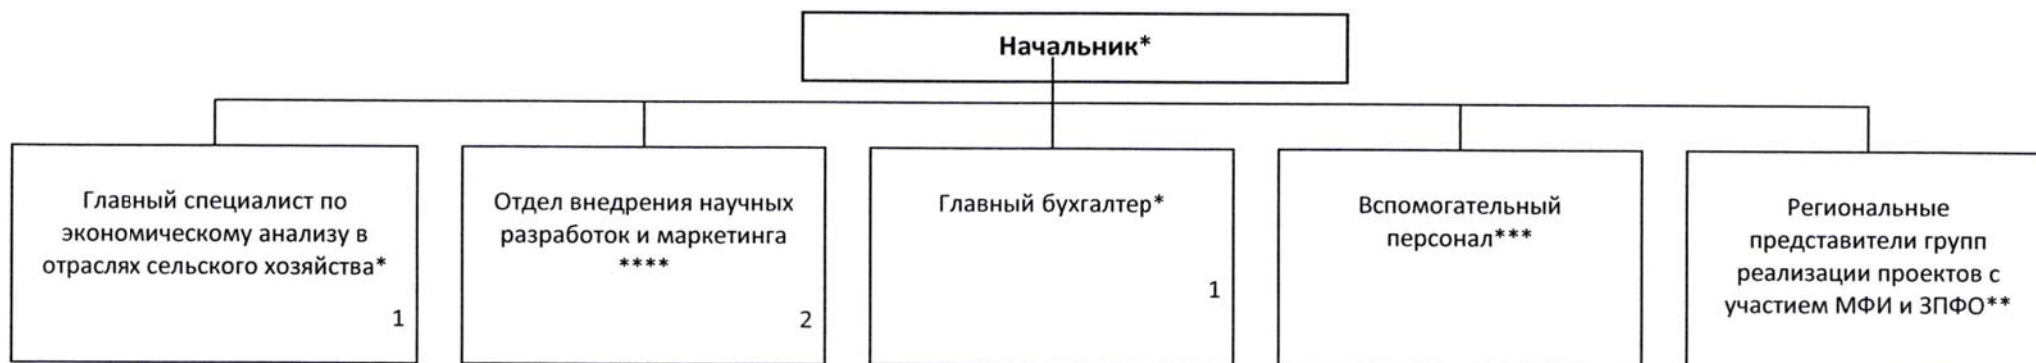 Начальник*
Главный специалист по
экономическому анализу в
отраслях сельского хозяйства*
1
Отдел внедрения научных
разработок и маркетинга
****
2
Главный бухгалтер*
1
Вспомогательный
персонал***
Региональные
представители групп
реализации проектов с
участием МФИ и ЗПФО**